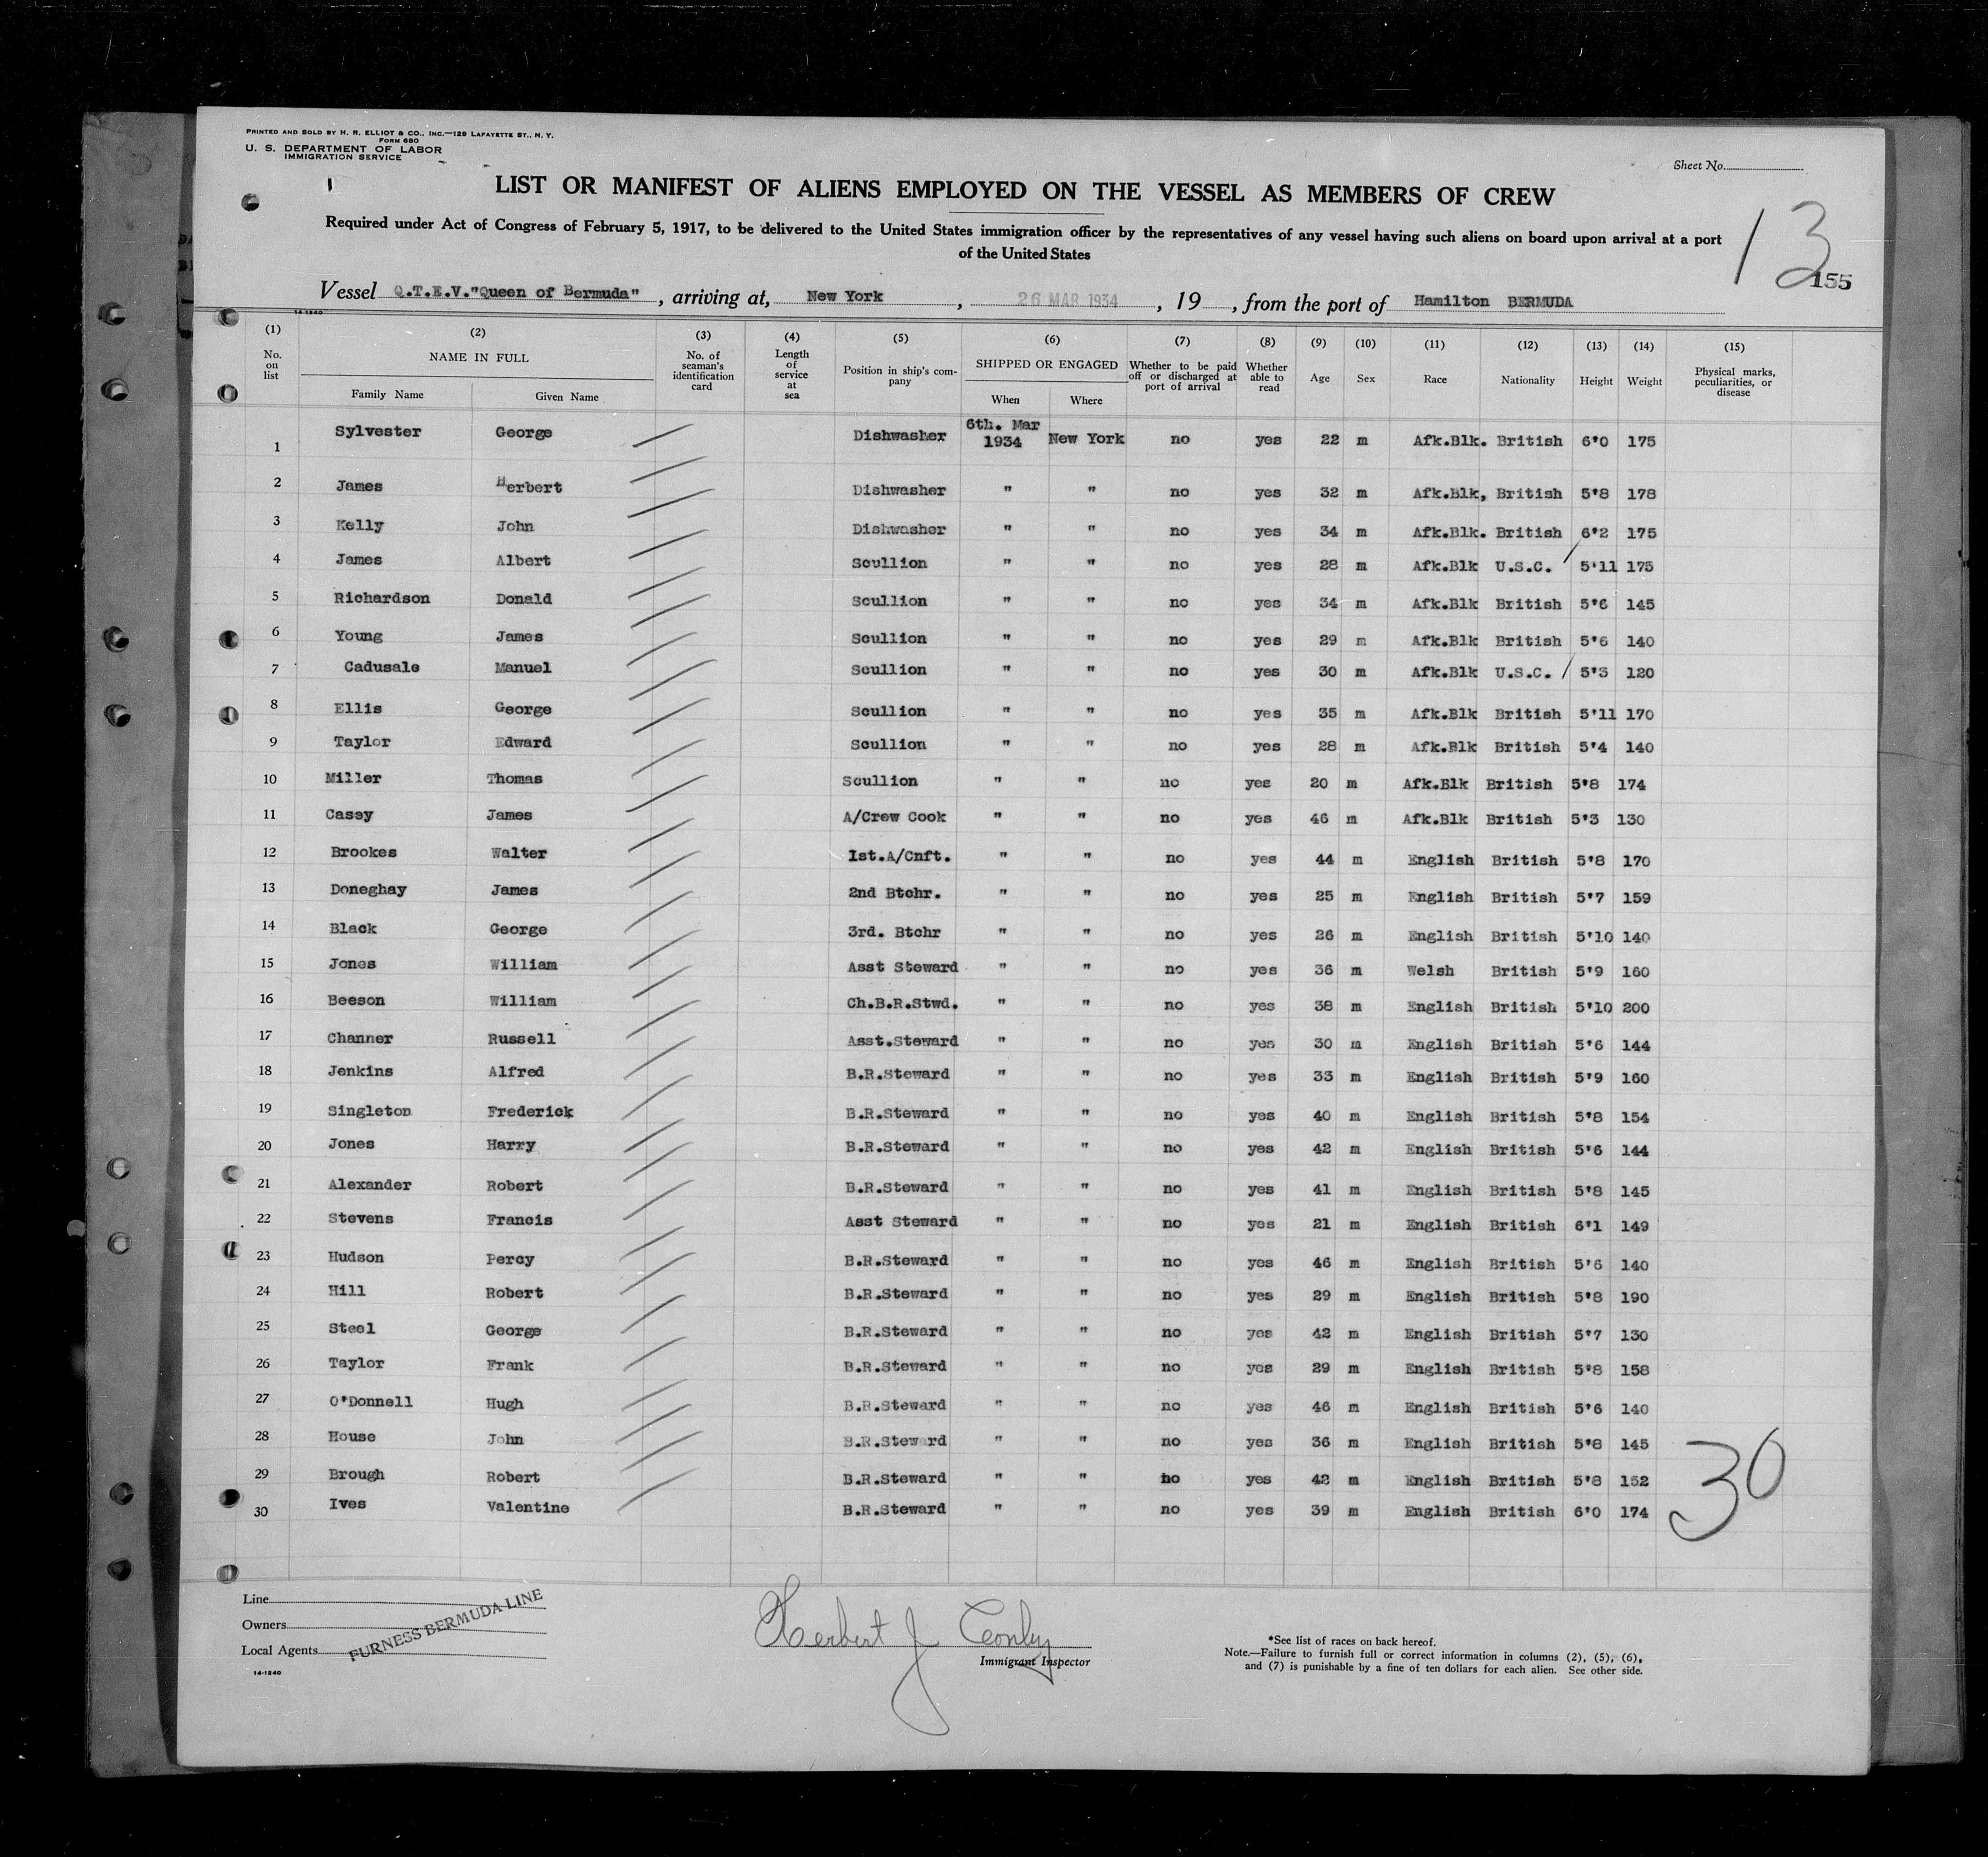 PRINTED AND SOLD BY H. R. ELLIOT & CO., INC.—129 LAFAYETTE ST., N. Y.
FORM 680
U. S. DEPARTMENT OF LABOR
IMMIGRATION SERVICE
Sheet No.
LIST OR MANIFEST OF ALIENS EMPLOYED ON THE VESSEL AS MEMBERS OF CREW
Required under Act of Congress of February 5, 1917, to be delivered to the United States immigration officer by the representatives of any vessel having such aliens on board upon arrival at a port
of the United States
13
155
Vessel Q.T.E.V."Queen of Bermuda", arriving at, New York, 26 MAR 1934, 19, from the port of Hamilton BERMUDA
14-1240
(1) (2) (3) (4) (5) (6) (7) (8) (9) (10) (11) (12) (13) (14) (15)
No. on list NAME IN FULL Family Name Given Name No. of seaman's identification card Length of service at sea Position in ship's company SHIPPED OR ENGAGED When Where Whether to be paid off or discharged at port of arrival Whether able to read Age Sex Race Nationality Height Weight Physical marks, peculiarities, or disease
1 Sylvester George Dishwasher 6th. Mar 1934 New York no yes 22 m Afk.Blk. British 6'0 175
2 James Herbert Dishwasher " " no yes 32 m Afk.Blk, British 5'8 178
3 Kelly John Dishwasher " " no yes 34 m Afk.Blk. British 6'2 175
4 James Albert Scullion " " no yes 28 m Afk.Blk U.S.C. 5'11 175
5 Richardson Donald Scullion " " no yes 34 m Afk.Blk British 5'6 145
6 Young James Scullion " " no yes 29 m Afk.Blk British 5'6 140
7 Cadusale Manuel Scullion " " no yes 30 m Afk.Blk U.S.C. 5'3 120
8 Ellis George Scullion " " no yes 35 m Afk.Blk British 5'11 170
9 Taylor Edward Scullion " " no yes 28 m Afk.Blk British 5'4 140
10 Miller Thomas Scullion " " no yes 20 m Afk.Blk British 5'8 174
11 Casey James A/Crew Cook " " no yes 46 m Afk.Blk British 5'3 130
12 Brookes Walter Ist.A/Cnft. " " no yes 44 m English British 5'8 170
13 Doneghay James 2nd Btchr. " " no yes 25 m English British 5'7 159
14 Black George 3rd. Btchr " " no yes 26 m English British 5'10 140
15 Jones William Asst Steward " " no yes 36 m Welsh British 5'9 160
16 Beeson William Ch.B.R.Stwd. " " no yes 38 m English British 5'10 200
17 Channer Russell Asst.Steward " " no yes 30 m English British 5'6 144
18 Jenkins Alfred B.R.Steward " " no yes 33 m English British 5'9 160
19 Singleton Frederick B.R.Steward " " no yes 40 m English British 5'8 154
20 Jones Harry B.R.Steward " " no yes 42 m English British 5'6 144
21 Alexander Robert B.R.Steward " " no yes 41 m English British 5'8 145
22 Stevens Francis Asst Steward " " no yes 21 m English British 6'1 149
23 Hudson Percy B.R.Steward " " no yes 46 m English British 5'6 140
24 Hill Robert B.R.Steward " " no yes 29 m English British 5'8 190
25 Steel George B.R.Steward " " no yes 42 m English British 5'7 130
26 Taylor Frank B.R.Steward " " no yes 29 m English British 5'8 158
27 O'Donnell Hugh B.R.Steward " " no yes 46 m English British 5'6 140
28 House John B.R.Steward " " no yes 36 m English British 5'8 145
29 Brough Robert B.R.Steward " " no yes 42 m English British 5'8 152
30 Ives Valentine B.R.Steward " " no yes 39 m English British 6'0 174
30
Line
Owners
Local Agents
FURNESS BERMUDA LINE
14-1240
Herbert J Conley
Immigrant Inspector
*See list of races on back hereof.
Note.—Failure to furnish full or correct information in columns (2), (5), (6),
and (7) is punishable by a fine of ten dollars for each alien. See other side.